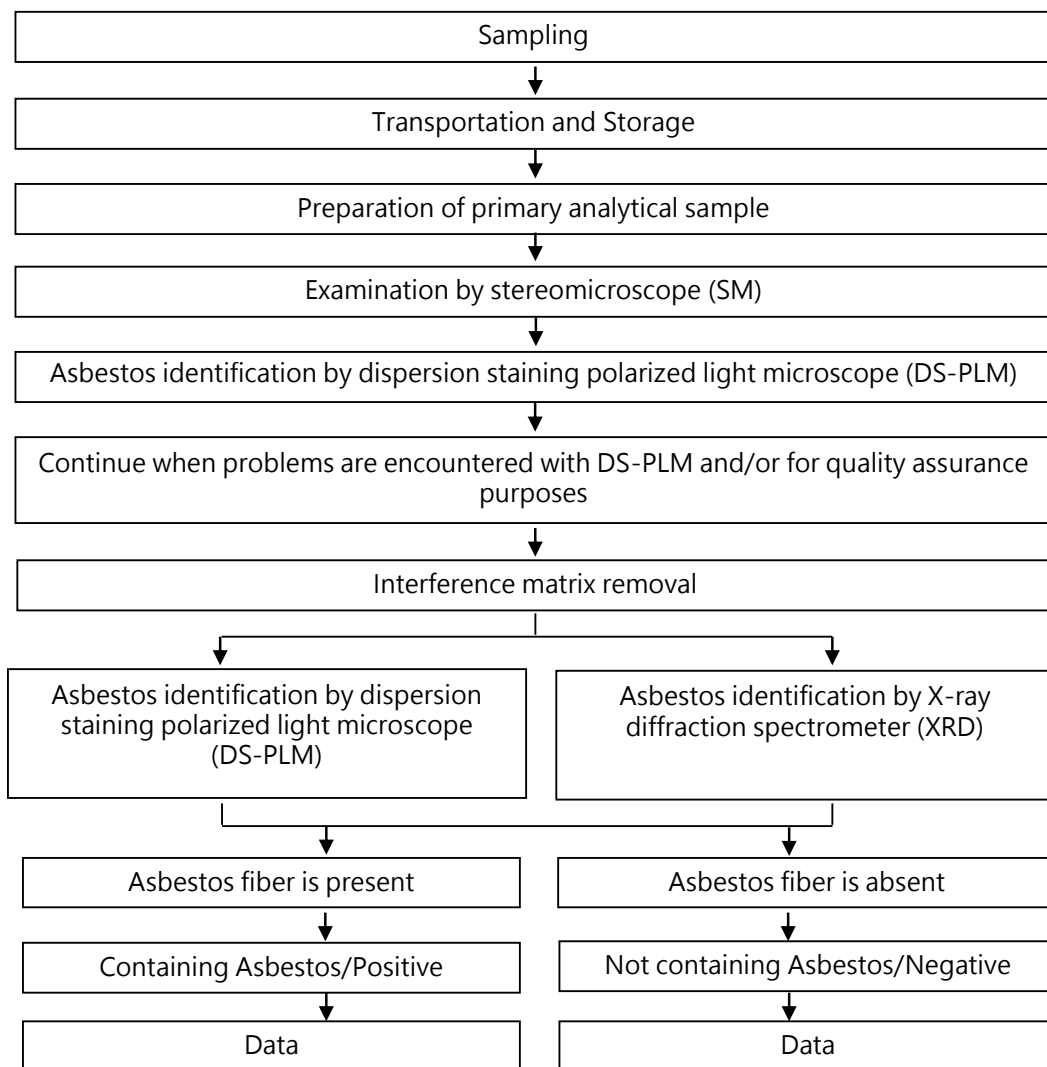 Sampling
Transportation and Storage
Preparation of primary analytical sample
Examination by stereomicroscope (SM)
Asbestos identification by dispersion staining polarized light microscope (DS-PLM)
Continue when problems are encountered with DS-PLM and/or for quality assurance
purposes
Interference matrix removal
Asbestos identification by dispersion
staining polarized light microscope
(DS-PLM)
Asbestos identification by X-ray
diffraction spectrometer (XRD)
Asbestos fiber is present
Asbestos fiber is absent
Containing Asbestos/Positive
Not containing Asbestos/Negative
Data
Data